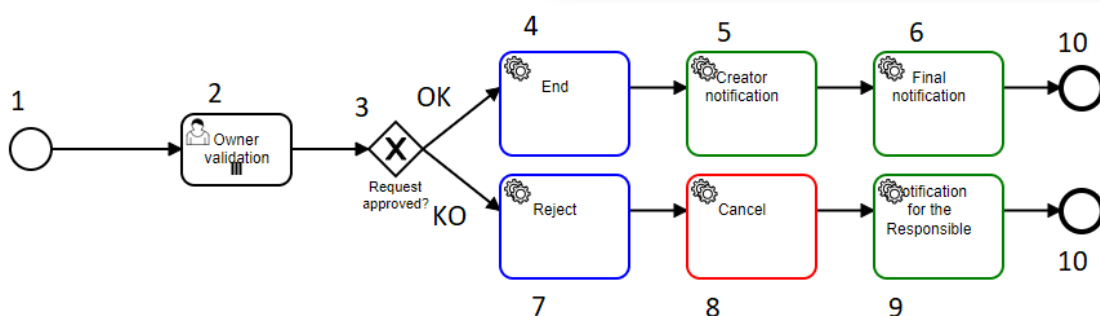 4
5
6
10
1
2
3
OK
End
Creator
notification
Final
notification
Owner
validation
X
Request
approved?
KO
Reject
Cancel
otification
for the
Responsible
10
7
8
9